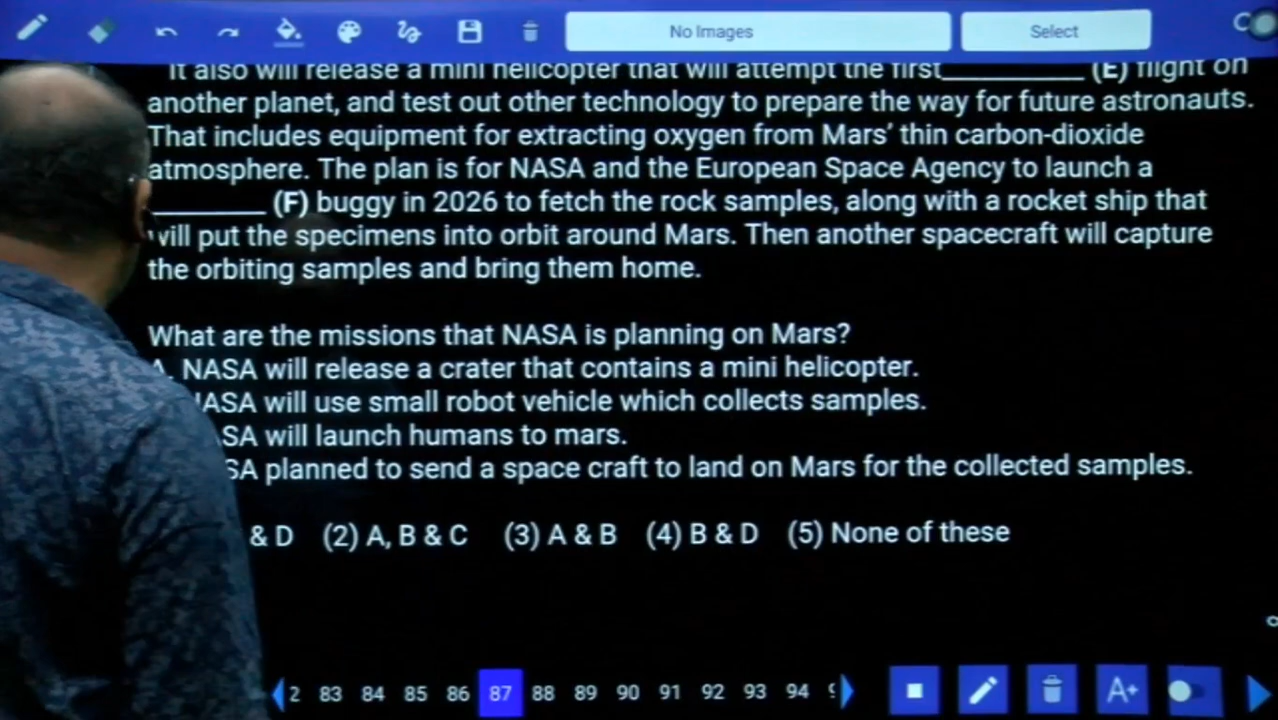 No Images
Select
It also will release a mini helicopter that will attempt the first__________ (E) flight on
another planet, and test out other technology to prepare the way for future astronauts.
That includes equipment for extracting oxygen from Mars’ thin carbon-dioxide
atmosphere. The plan is for NASA and the European Space Agency to launch a
________ (F) buggy in 2026 to fetch the rock samples, along with a rocket ship that
will put the specimens into orbit around Mars. Then another spacecraft will capture
the orbiting samples and bring them home.
What are the missions that NASA is planning on Mars?
A. NASA will release a crater that contains a mini helicopter.
NASA will use small robot vehicle which collects samples.
SA will launch humans to mars.
SA planned to send a space craft to land on Mars for the collected samples.
& D (2) A, B & C (3) A & B (4) B & D (5) None of these
2 83 84 85 86 87 88 89 90 91 92 93 94
A+